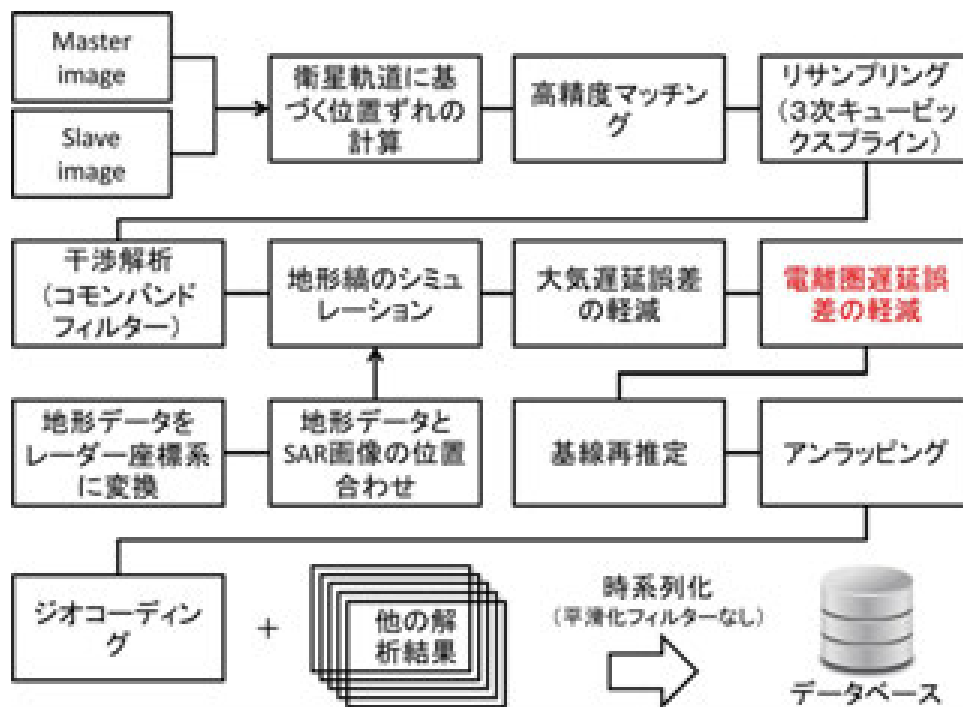 Master
image
Slave
image
衛星軌道に基
づく位置ずれの
計算
高精度マッチン
グ
リサンプリング
(3次キュービッ
クスプライン)
干渉解析
(コモンバンド
フィルター)
地形縞のシミュ
レーション
大気遅延誤差
の軽減
電離圏遅延誤
差の軽減
地形データを
レーダー座標系
に変換
地形データと
SAR画像の位置
合わせ
基線再推定
アンラッピング
ジオコーディン
グ
+
他の解
析結果
時系列化
(平滑化フィルターなし)
データベース